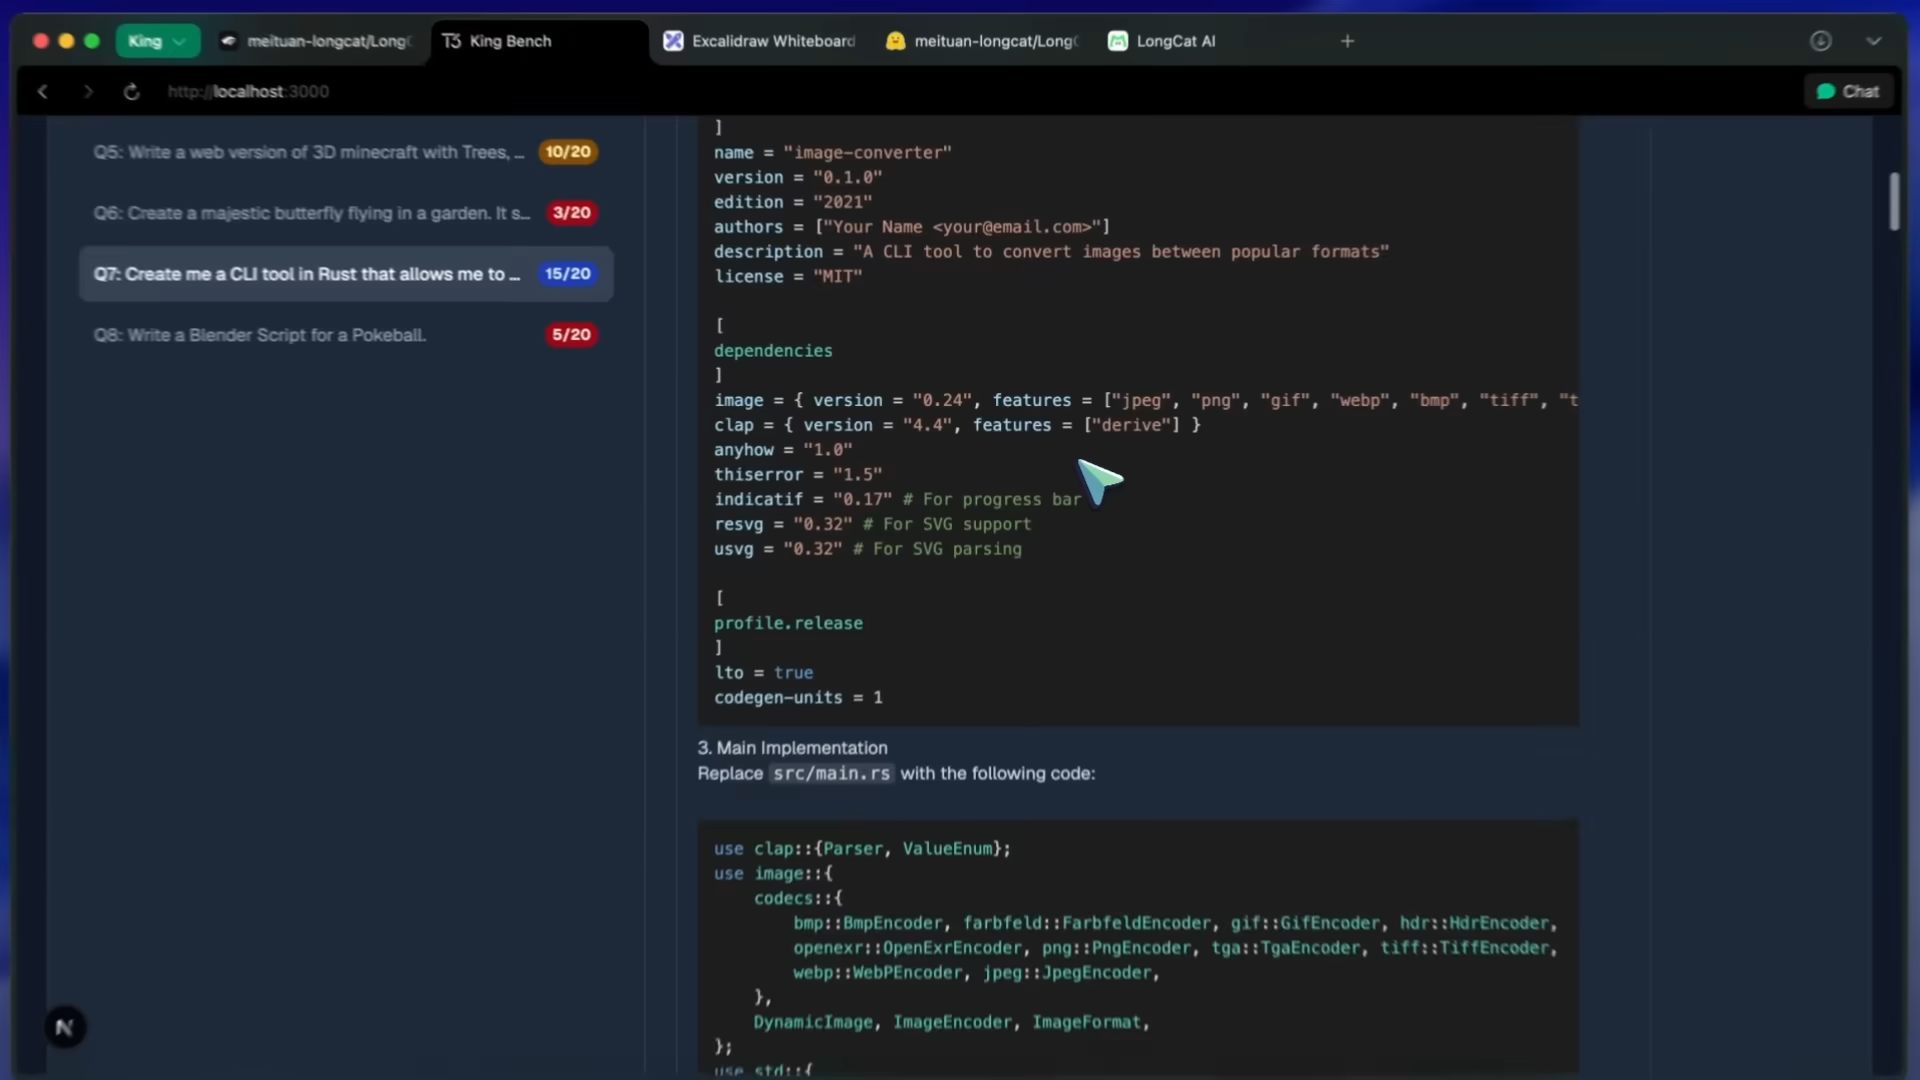 King
meituan-longcat/Long
King Bench
Excalidraw Whiteboard
meituan-longcat/Long
LongCat AI
http://localhost:3000
Chat
Q5: Write a web version of 3D minecraft with Trees, ... 10/20
Q6: Create a majestic butterfly flying in a garden. It s... 3/20
Q7: Create me a CLI tool in Rust that allows me to ... 15/20
Q8: Write a Blender Script for a Pokeball. 5/20
]
name = "image-converter"
version = "0.1.0"
edition = "2021"
authors = ["Your Name <your@email.com>"]
description = "A CLI tool to convert images between popular formats"
license = "MIT"
[
dependencies
]
image = { version = "0.24", features = ["jpeg", "png", "gif", "webp", "bmp", "tiff", "t
clap = { version = "4.4", features = ["derive"] }
anyhow = "1.0"
thiserror = "1.5"
indicatif = "0.17" # For progress bar
resvg = "0.32" # For SVG support
usvg = "0.32" # For SVG parsing
[
profile.release
]
lto = true
codegen-units = 1
3. Main Implementation
Replace src/main.rs with the following code:
use clap::{Parser, ValueEnum};
use image::{
codecs::{
bmp::BmpEncoder, farbfeld::FarbfeldEncoder, gif::GifEncoder, hdr::HdrEncoder,
openexr::OpenExrEncoder, png::PngEncoder, tga::TgaEncoder, tiff::TiffEncoder,
webp::WebPEncoder, jpeg::JpegEncoder,
},
DynamicImage, ImageEncoder, ImageFormat,
};
use std::{